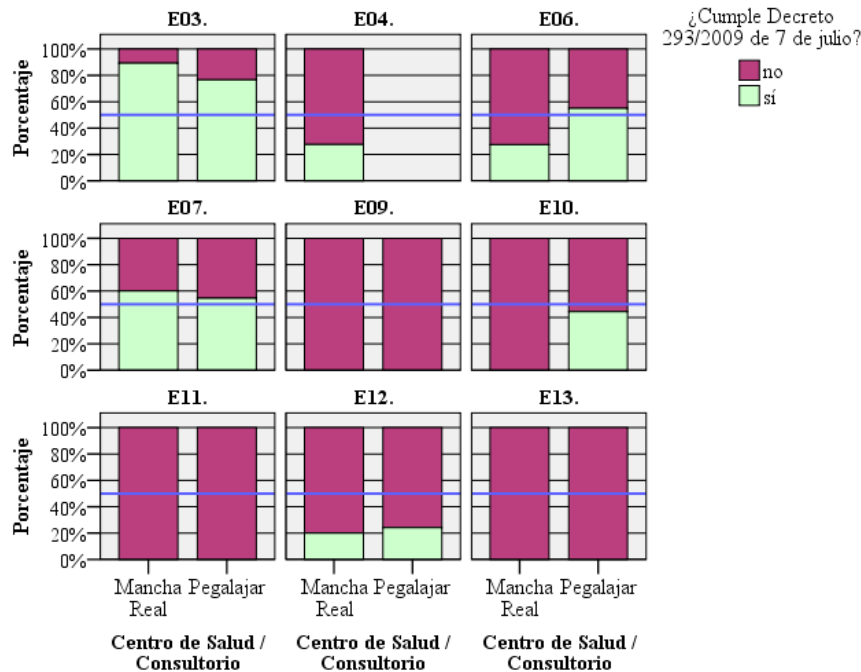 E03.
E04.
E06.
¿Cumple Decreto
293/2009 de 7 de julio?
no
sí
Porcentaje
100%
80%
60%
40%
20%
0%
E07.
E09.
E10.
Porcentaje
100%
80%
60%
40%
20%
0%
E11.
E12.
E13.
Porcentaje
100%
80%
60%
40%
20%
0%
Mancha
Real
Pegalajar
Mancha
Real
Pegalajar
Mancha
Real
Pegalajar
Centro de Salud /
Consultorio
Centro de Salud /
Consultorio
Centro de Salud /
Consultorio